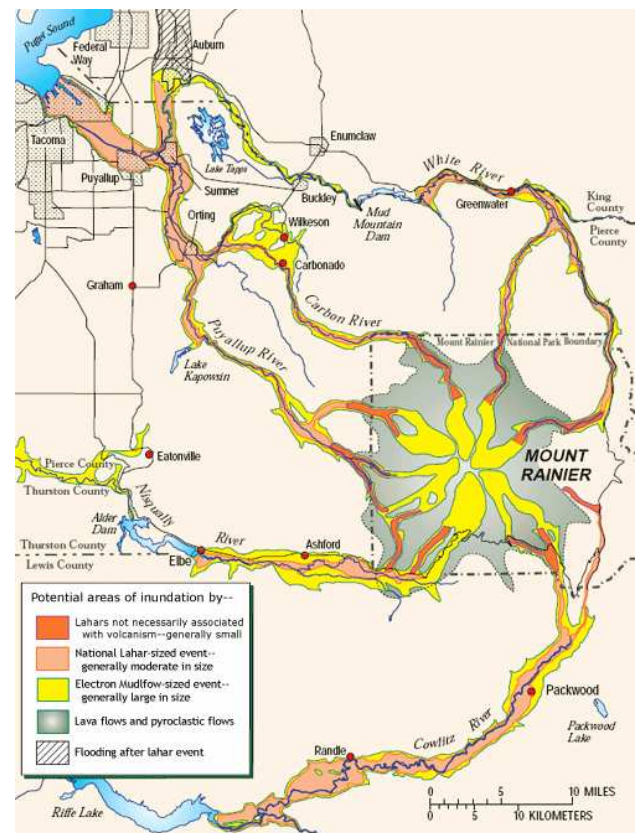 Puget Sound
Federal
Way
Auburn
Tacoma
Puyallup
Lake Tapps
Enumclaw
Sumner
Buckley
White River
Greenwater
King
County
Pierce
County
Mud
Mountain
Dam
Orting
Wilkeson
Carbonado
Graham
Carbon River
Puyallup River
Lake
Kapowsin
Mount Rainier
National Park
Boundary
MOUNT
RAINIER
Eatonville
Pierce County
Thurston County
Nisqually
River
Alder
Dam
Elbe
Ashford
Thurston County
Lewis County
Potential areas of inundation by--
Lahars not necessarily associated
with volcanism--generally small
National Lahar-sized event--
generally moderate in size
Electron Mudlfow-sized event--
generally large in size
Lava flows and pyroclastic flows
Flooding after lahar event
Packwood
Packwood
Lake
Cowlitz River
Randle
Riffe Lake
0 5 10 MILES
0 5 10 KILOMETERS